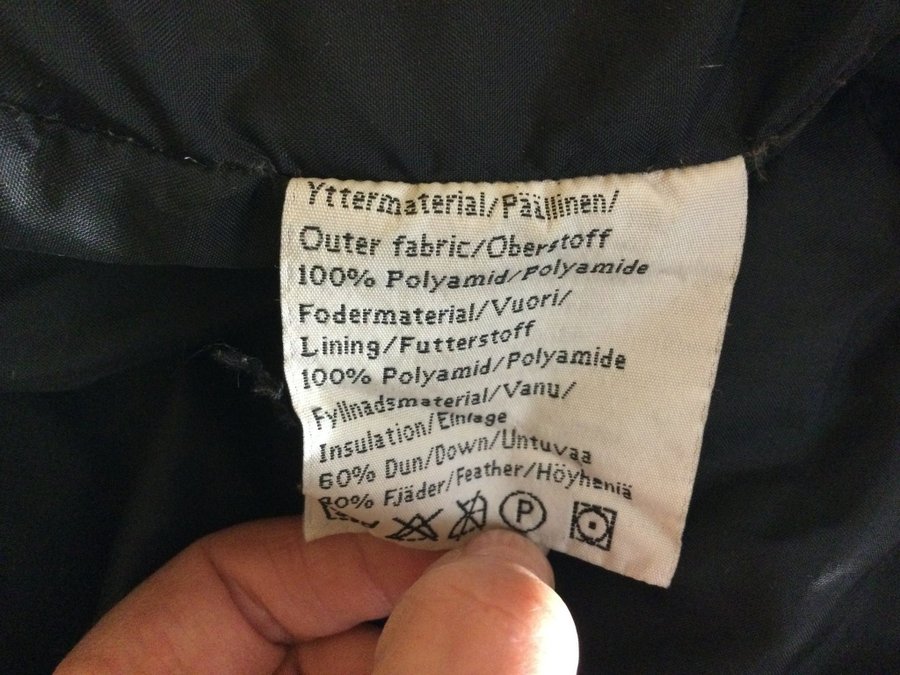 Yttermaterial/Päällinen/
Outer fabric/Oberstoff
100% Polyamid/Polyamide
Fodermaterial/Vuori/
Lining/Futterstoff
100% Polyamid/Polyamide
Fyllnadsmaterial/Vanu/
Insulation/Einlage
60% Dun/Down/Untuvaa
Fjäder/Feather/Höyheniä
P